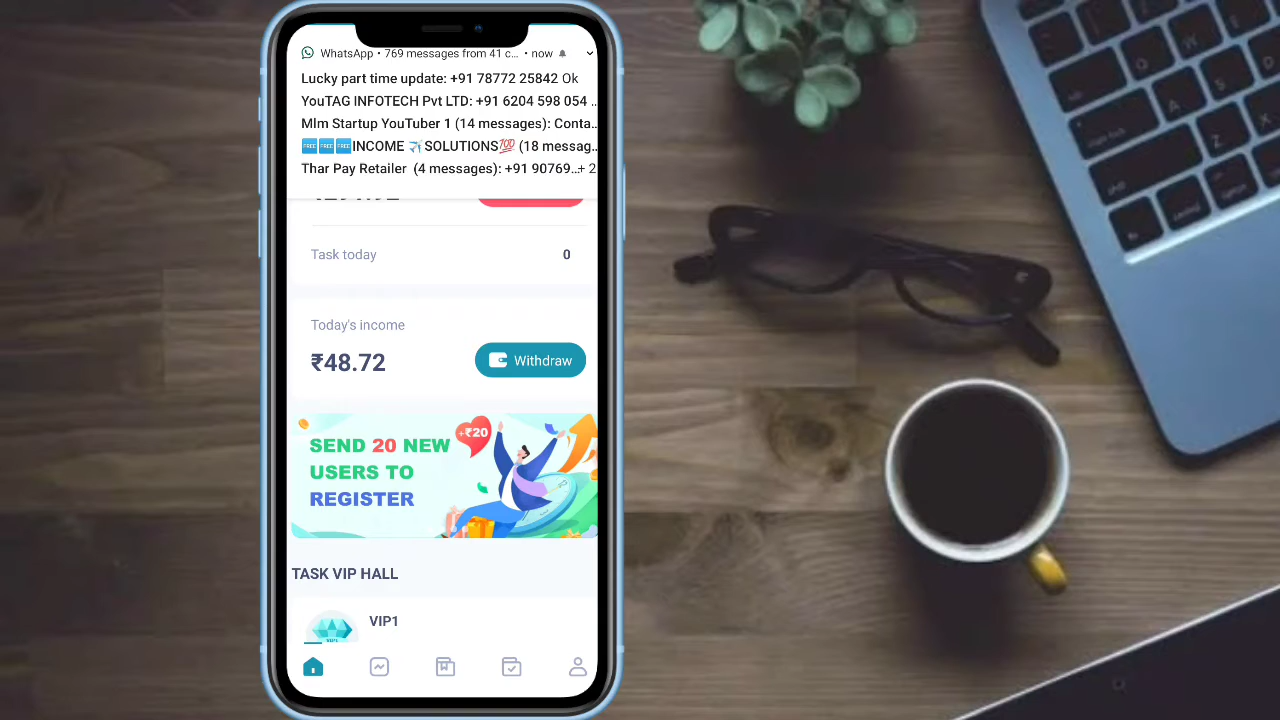 WhatsApp • 769 messages from 41 c... • now
Lucky part time update: +91 78772 25842 Ok
YouTAG INFOTECH Pvt LTD: +91 6204 598 054 ..
Mlm Startup YouTuber 1 (14 messages): Conta..
FREE FREE FREE INCOME SOLUTIONS💯 (18 messag..
Thar Pay Retailer (4 messages): +91 90769...+ 2
Task today 0
Today's income
₹48.72
Withdraw
SEND 20 NEW +₹20
USERS TO
REGISTER
TASK VIP HALL
VIP1